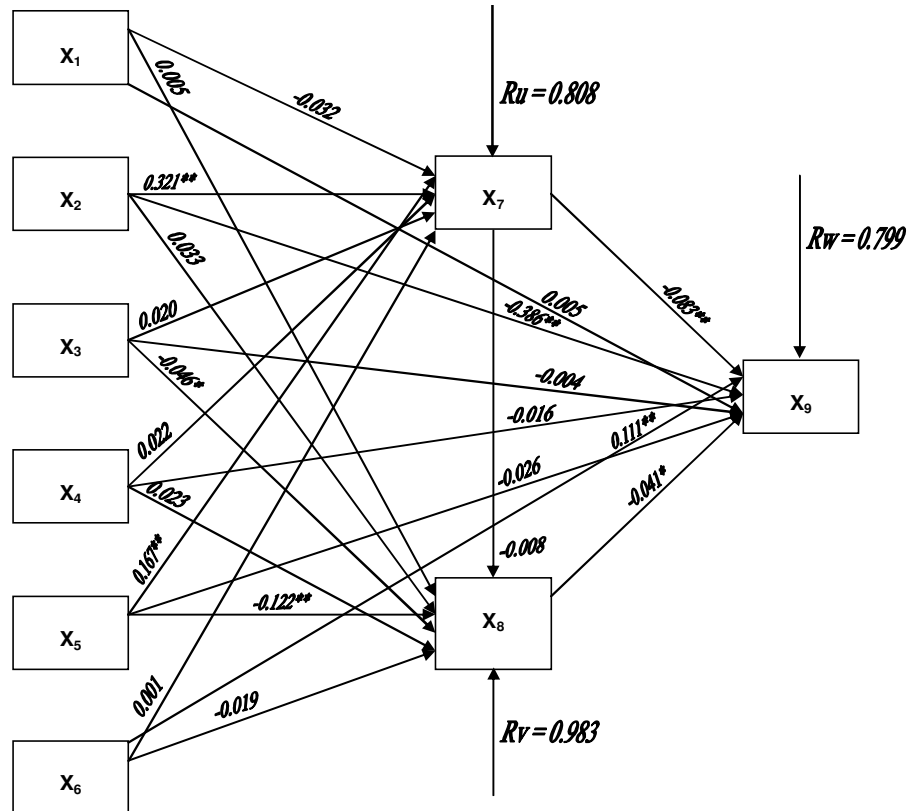 X1
0.005
-0.032
Ru = 0.808
X2
0.321**
X7
0.033
Rw = 0.799
X3
0.020
0.005
-0.083**
-0.386**
-0.046*
-0.004
X9
X4
0.022
-0.016
0.111**
0.023
-0.026
-0.041*
0.167**
-0.008
X5
-0.122**
X8
0.001
-0.019
Rv = 0.983
X6